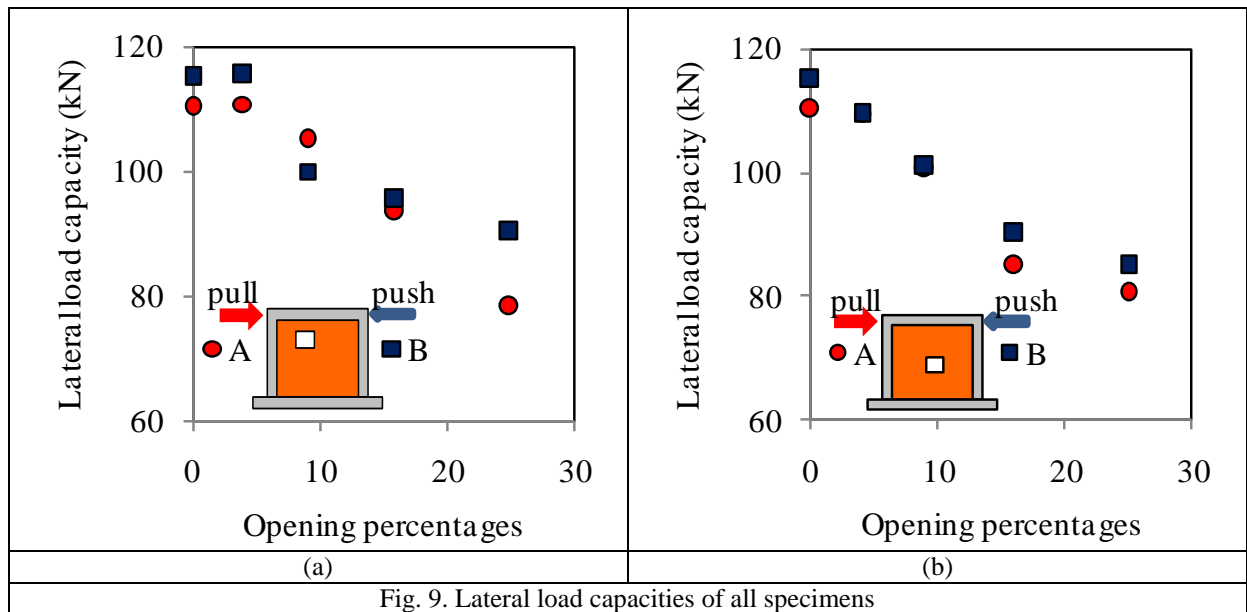 120
100
80
60
Lateral load capacity (kN)
pull
push
A
B
0
10
20
30
Opening percentages
(a)
120
100
80
60
Lateral load capacity (kN)
pull
push
A
B
0
10
20
30
Opening percentages
(b)
Fig. 9. Lateral load capacities of all specimens